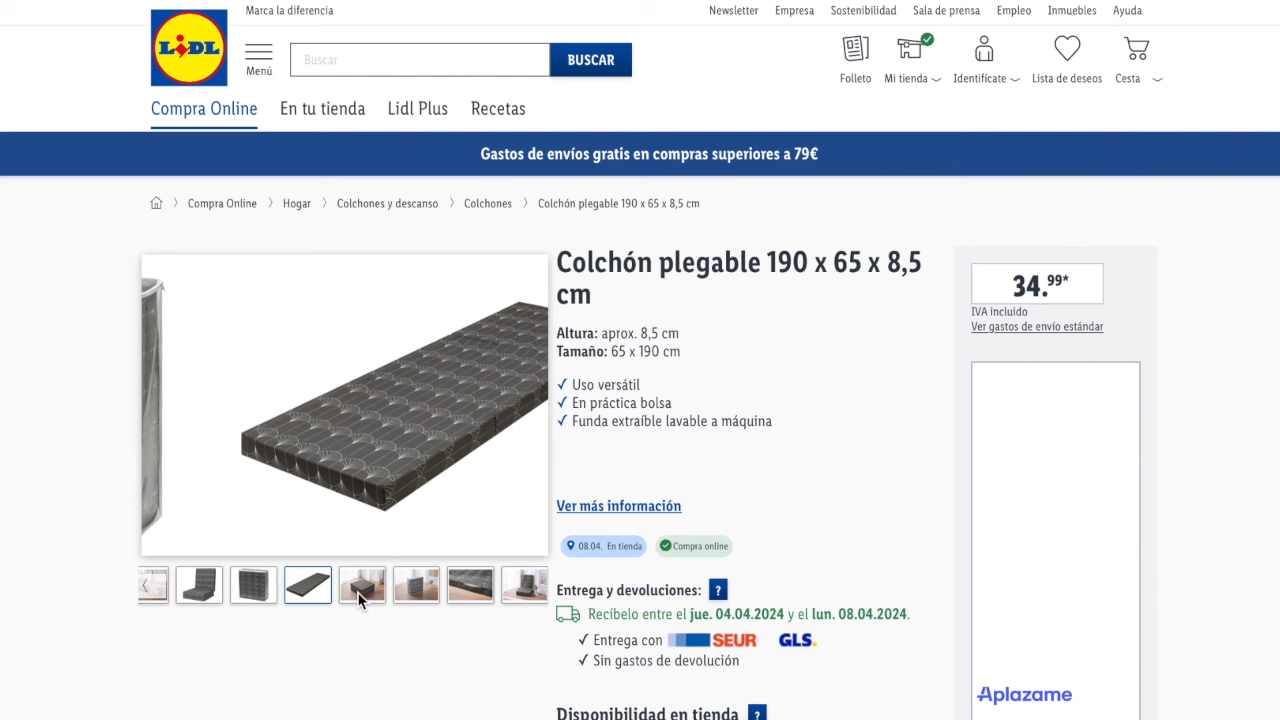 Marca la diferencia
Newsletter Empresa Sostenibilidad Sala de prensa Empleo Inmuebles Ayuda
LIDL
Menú
Buscar
BUSCAR
Folleto Mi tienda Identifícate Lista de deseos Cesta
Compra Online En tu tienda Lidl Plus Recetas
Gastos de envíos gratis en compras superiores a 79€
Compra Online Hogar Colchones y descanso Colchones Colchón plegable 190 x 65 x 8,5 cm
Colchón plegable 190 x 65 x 8,5
cm
Altura: aprox. 8,5 cm
Tamaño: 65 x 190 cm
✓ Uso versátil
✓ En práctica bolsa
✓ Funda extraíble lavable a máquina
Ver más información
08.04. En tienda Compra online
Entrega y devoluciones: ?
Recíbelo entre el jue. 04.04.2024 y el lun. 08.04.2024.
✓ Entrega con SEUR GLS.
✓ Sin gastos de devolución
Disponibilidad en tienda ?
34.99*
IVA incluido
Ver gastos de envío estándar
Aplazame